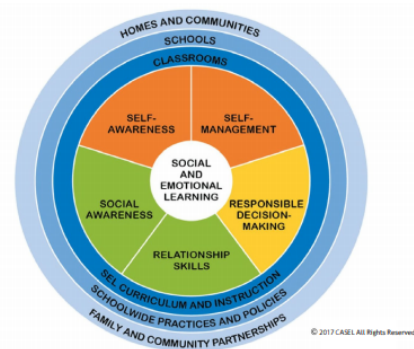 HOMES AND COMMUNITIES
SCHOOLS
CLASSROOMS
SELF-
AWARENESS
SELF-
MANAGEMENT
SOCIAL
AND
EMOTIONAL
LEARNING
SOCIAL
AWARENESS
RESPONSIBLE
DECISION-
MAKING
RELATIONSHIP
SKILLS
SEL CURRICULUM AND INSTRUCTION
SCHOOLWIDE PRACTICES AND POLICIES
FAMILY AND COMMUNITY PARTNERSHIPS
© 2017 CASEL All Rights Reserved